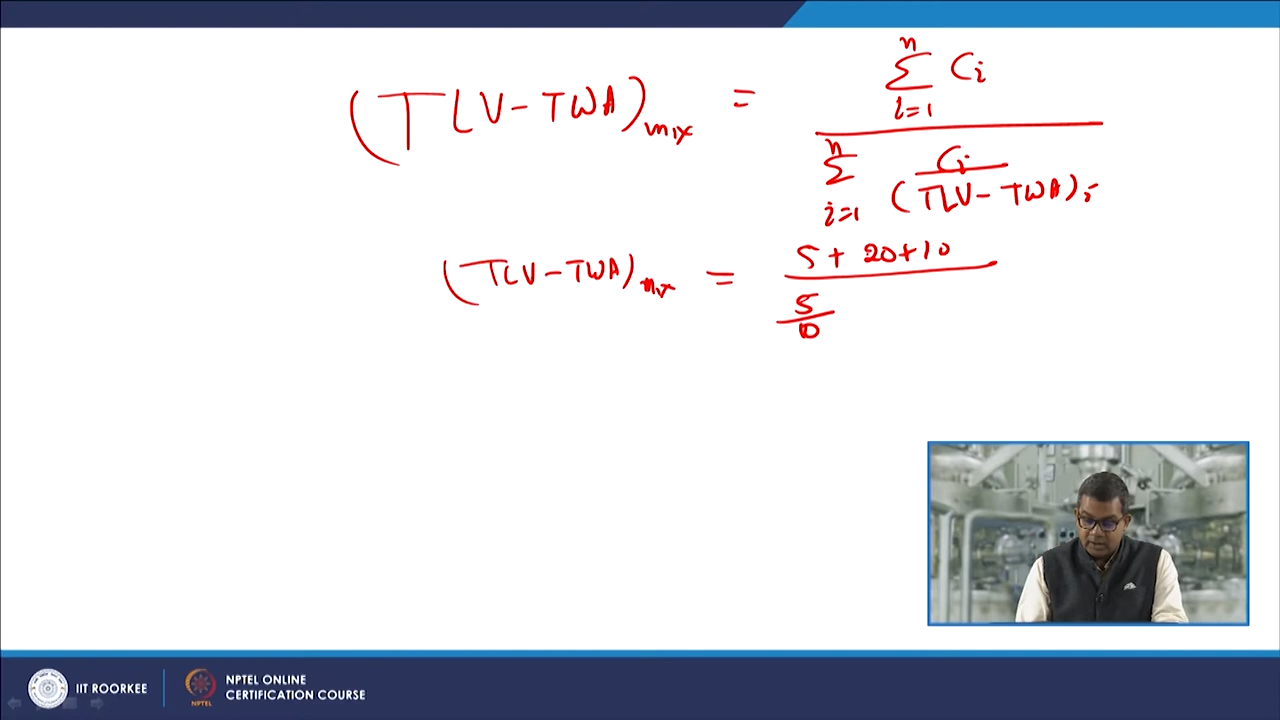 (TLV-TWA)mix = n Σ i=1 Ci / n Σ i=1 Ci / (TLV-TWA)i
(TLV-TWA)mix = 5+20+10 / 5/10
IIT ROORKEE
NPTEL ONLINE
CERTIFICATION COURSE
NPTEL